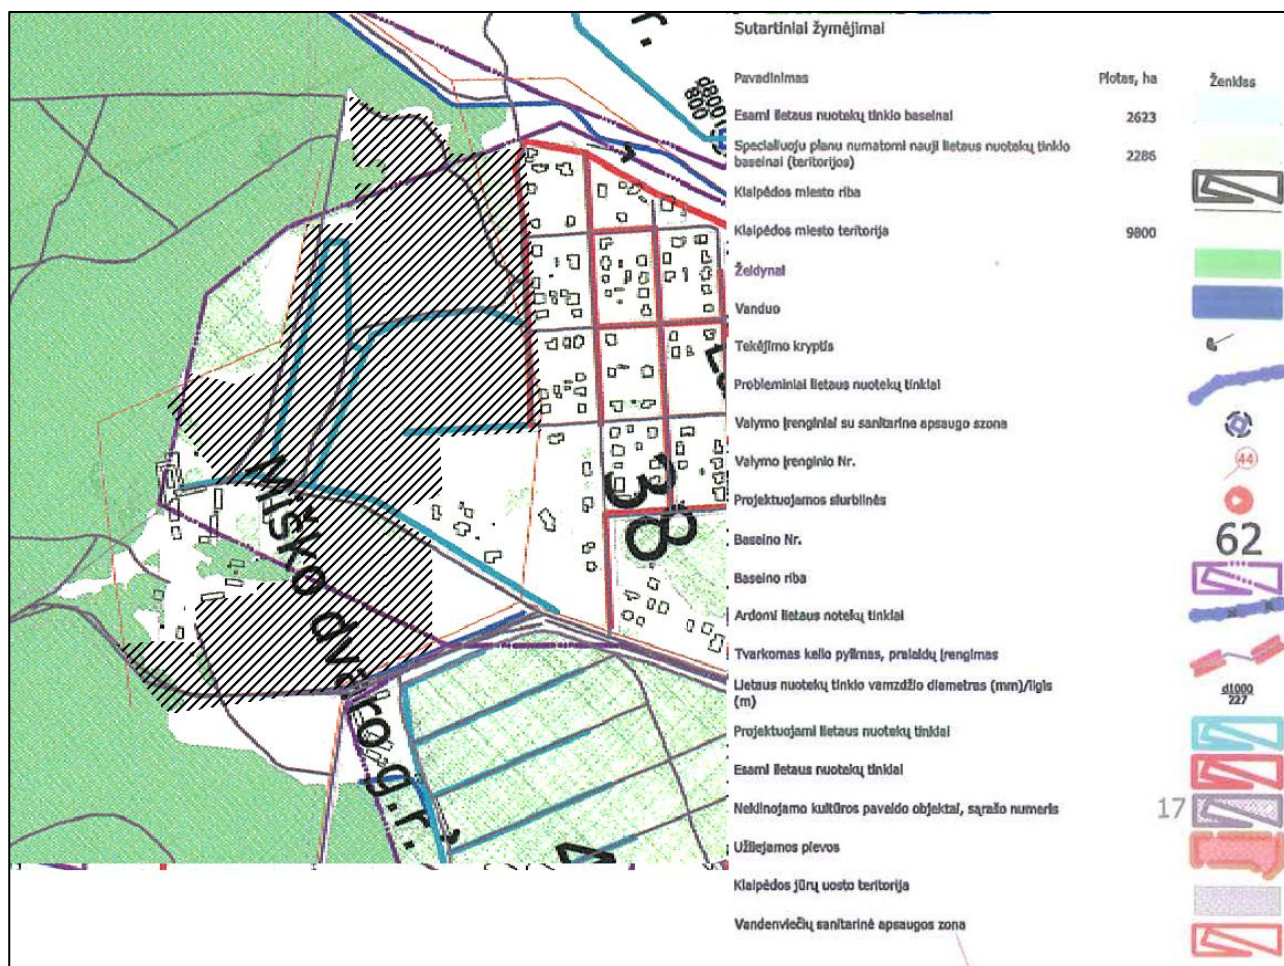 Sutartiniai žymėjimai
Pavadinimas Plotas, ha Ženklas
Esami lietaus nuotekų tinklo baseinai 2623
Specialiuoju planu numatomi nauji lietaus nuotekų tinklo
baseinai (teritorijos) 2286
Klaipėdos miesto riba
Klaipėdos miesto teritorija 9800
Želdynai
Vanduo
Tekėjimo kryptis
Probleminiai lietaus nuotekų tinklai
Valymo įrenginiai su sanitarine apsaugo szona
Valymo įrenginio Nr. 44
Projektuojamos siurblinės
Baseino Nr. 62
Baseino riba
Ardomi lietaus notekų tinklai
Tvarkomas kelio pylimas, pralaidų įrengimas
Lietaus nuotekų tinklo vamzdžio diametras (mm)/ilgis
(m)
d1000
227
Projektuojami lietaus nuotekų tinklai
Esami lietaus nuotekų tinklai
Nekilnojamo kultūros paveldo objektai, sąrašo numeris 17
Užliejamos pievos
Klaipėdos jūrų uosto teritorija
Vandenviečių sanitarinė apsaugos zona
g.r.
38
4